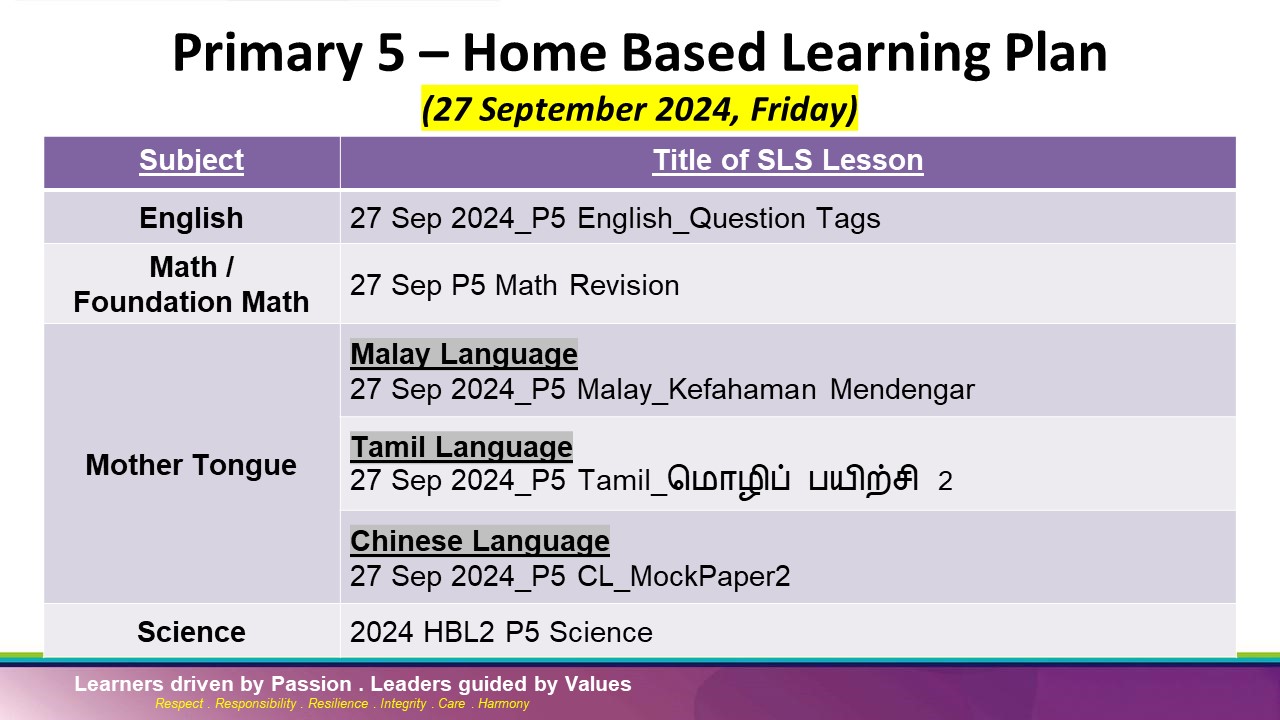 Primary 5 – Home Based Learning Plan
(27 September 2024, Friday)
Subject
Title of SLS Lesson
English
27 Sep 2024_P5 English_Question Tags
Math /
Foundation Math
27 Sep P5 Math Revision
Mother Tongue
Malay Language
27 Sep 2024_P5 Malay_Kefahaman Mendengar
Tamil Language
27 Sep 2024_P5 Tamil_மொழிப் பயிற்சி 2
Chinese Language
27 Sep 2024_P5 CL_MockPaper2
Science
2024 HBL2 P5 Science
Learners driven by Passion . Leaders guided by Values
Respect . Responsibility . Resilience . Integrity . Care . Harmony